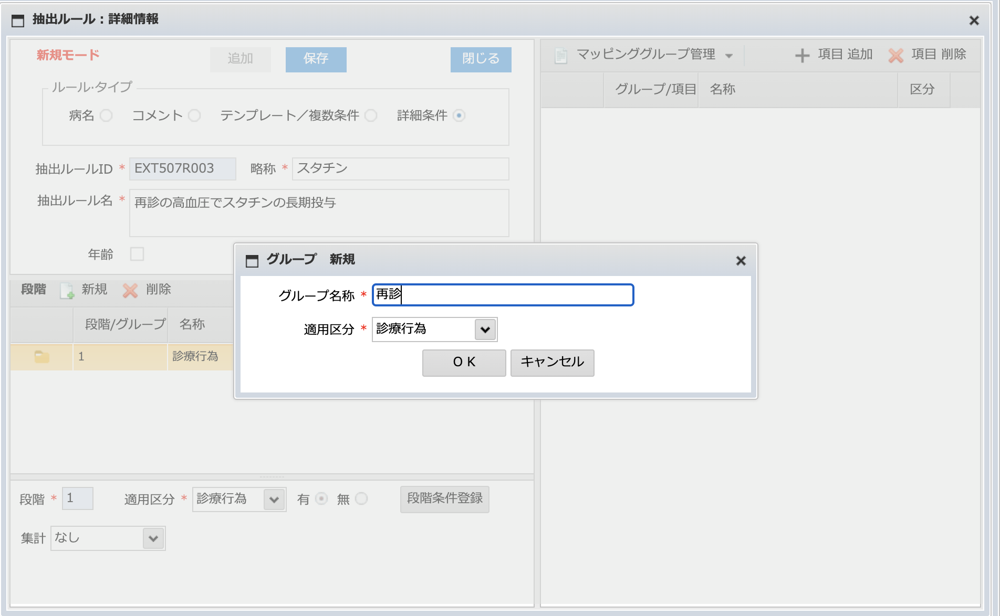 抽出ルール：詳細情報
新規モード
追加
保存
閉じる
ルール・タイプ
病名
コメント
テンプレート／複数条件
詳細条件
抽出ルールID * EXT507R003
略称 * スタチン
抽出ルール名 * 再診の高血圧でスタチンの長期投与
年齢
段階
新規
削除
段階/グループ
名称
1
診療行為
段階 * 1
適用区分 * 診療行為
有
無
段階条件登録
集計 なし
マッピンググループ管理
項目 追加
項目 削除
グループ/項目
名称
区分
グループ　新規
グループ名称 * 再診
適用区分 * 診療行為
O K
キャンセル